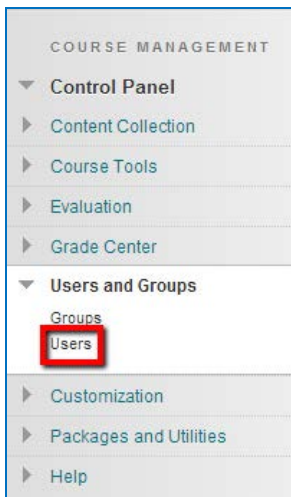 COURSE MANAGEMENT
Control Panel
Content Collection
Course Tools
Evaluation
Grade Center
Users and Groups
Groups
Users
Customization
Packages and Utilities
Help